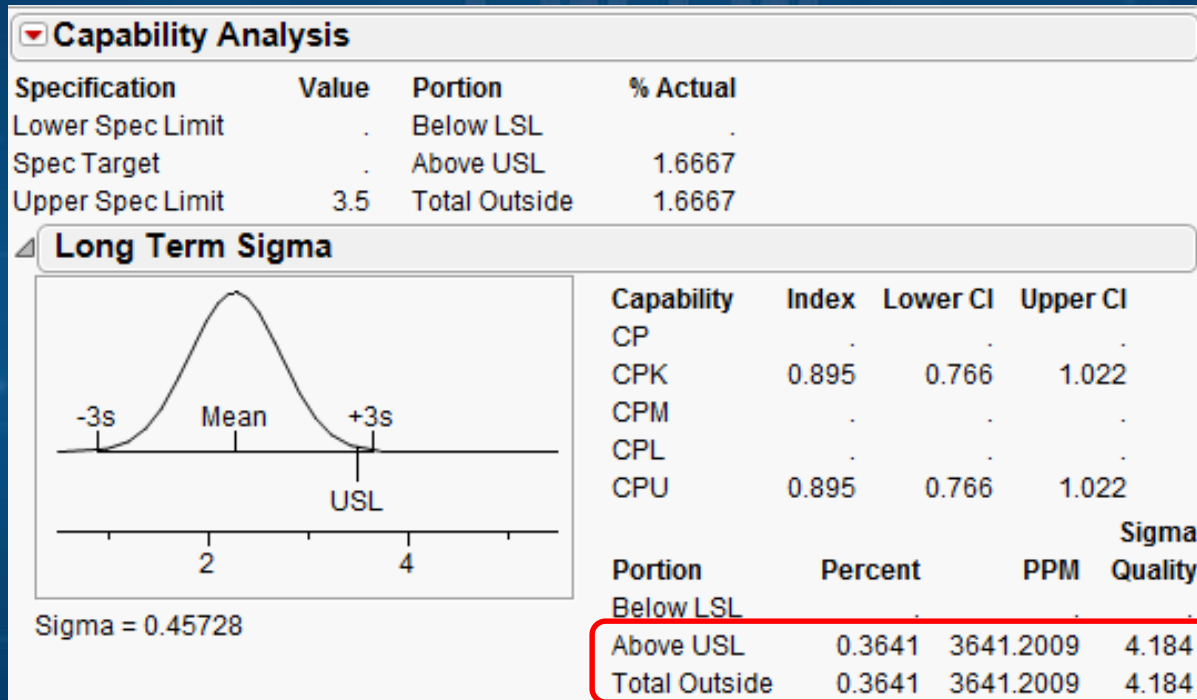 Capability Analysis
Specification Value Portion % Actual
Lower Spec Limit . Below LSL .
Spec Target . Above USL 1.6667
Upper Spec Limit 3.5 Total Outside 1.6667
Long Term Sigma
-3s Mean +3s
USL
2 4
Sigma = 0.45728
Capability Index Lower CI Upper CI
CP . . .
CPK 0.895 0.766 1.022
CPM . . .
CPL . . .
CPU 0.895 0.766 1.022
Sigma
Portion Percent PPM Quality
Below LSL . . .
Above USL 0.3641 3641.2009 4.184
Total Outside 0.3641 3641.2009 4.184